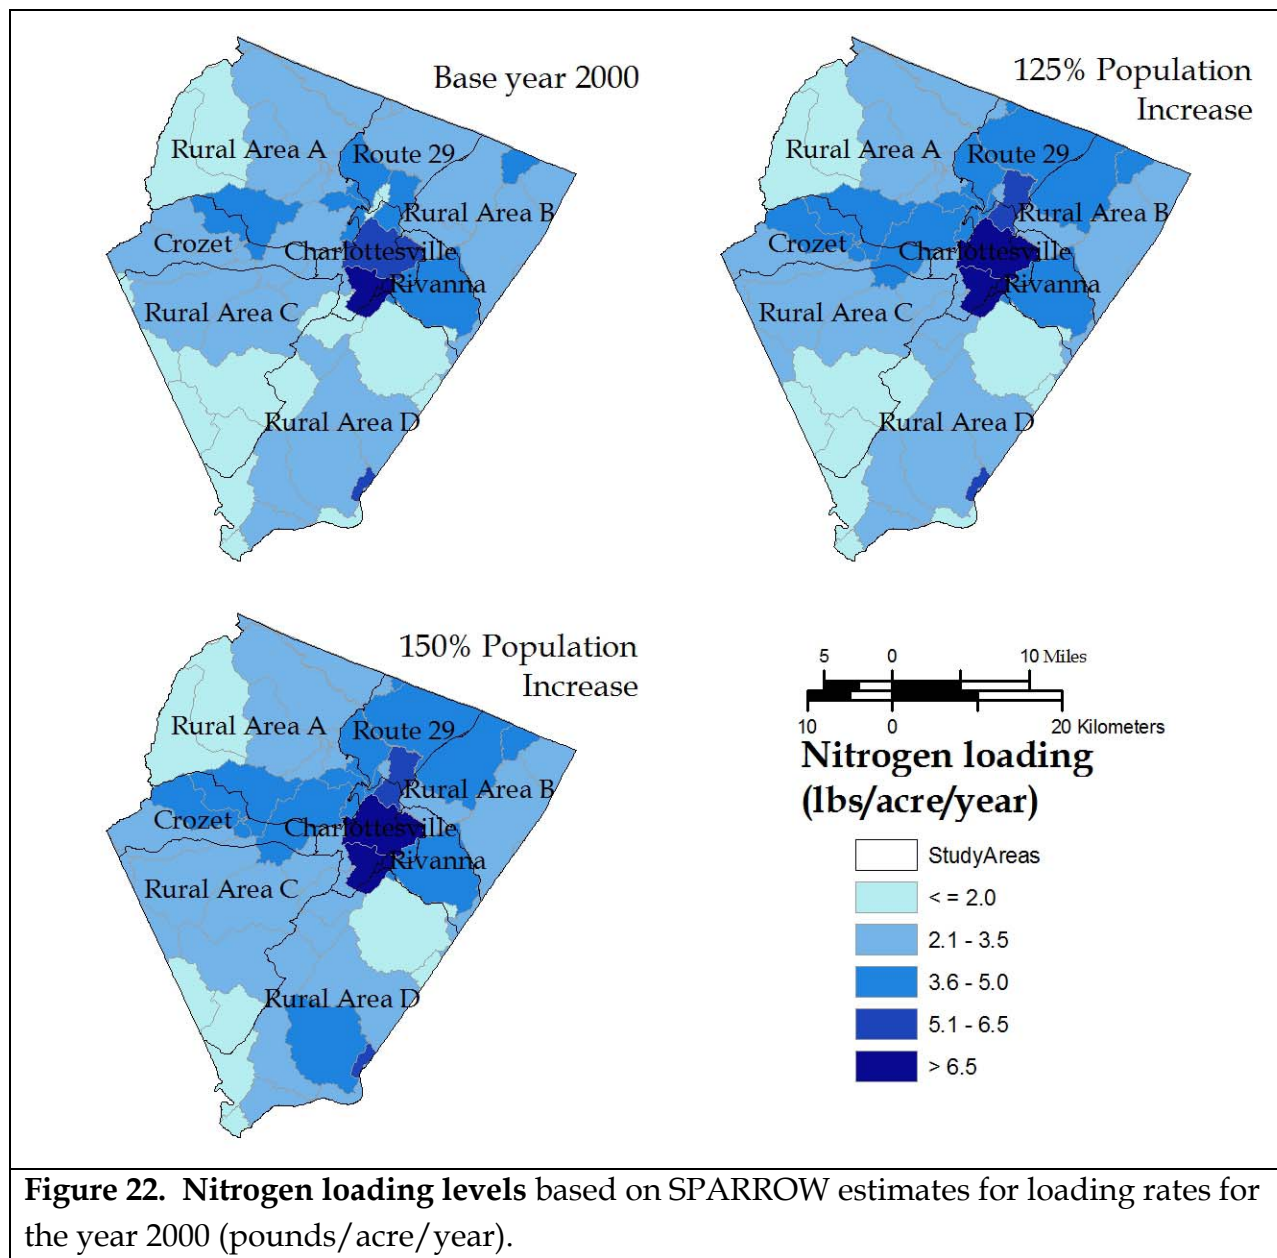 Base year 2000
Rural Area A
Route 29
Rural Area B
Crozet
Charlottesville
Rivanna
Rural Area C
Rural Area D
125% Population
Increase
Rural Area A
Route 29
Rural Area B
Crozet
Charlottesville
Rivanna
Rural Area C
Rural Area D
150% Population
Increase
Rural Area A
Route 29
Rural Area B
Crozet
Charlottesville
Rivanna
Rural Area C
Rural Area D
5 0 10 Miles
10 0 20 Kilometers
Nitrogen loading
(lbs/acre/year)
StudyAreas
< = 2.0
2.1 - 3.5
3.6 - 5.0
5.1 - 6.5
> 6.5
Figure 22. Nitrogen loading levels based on SPARROW estimates for loading rates for
the year 2000 (pounds/acre/year).